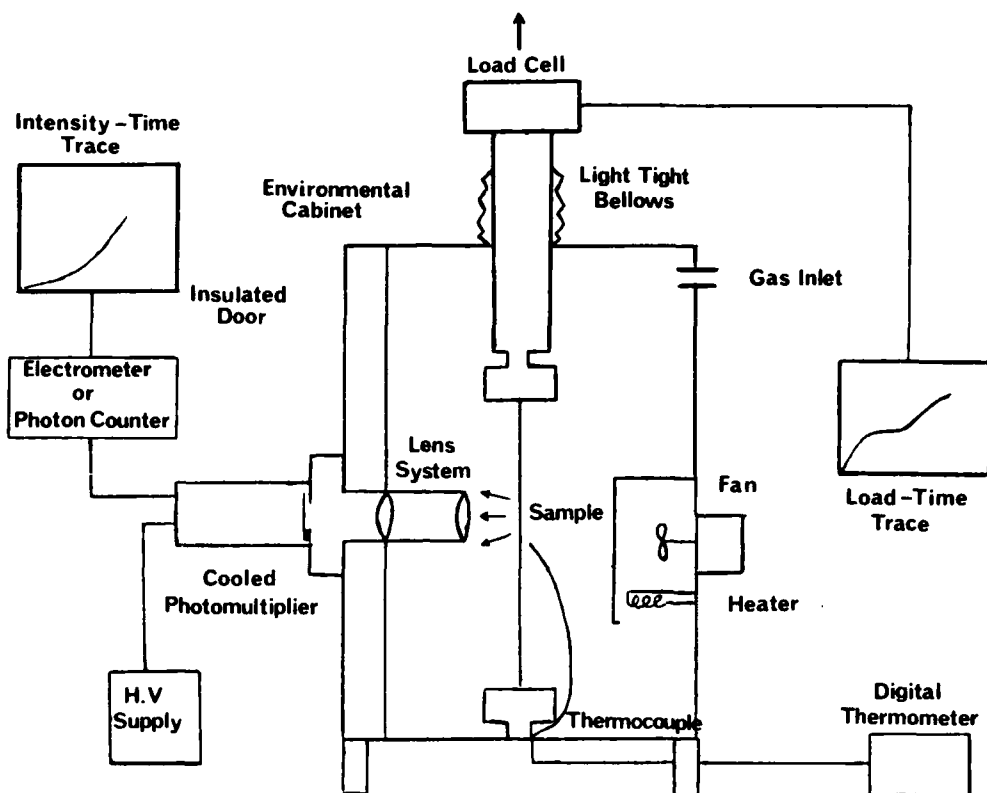 Load Cell
Intensity-Time
Trace
Environmental
Cabinet
Light Tight
Bellows
Insulated
Door
Gas Inlet
Electrometer
or
Photon Counter
Lens
System
Sample
Fan
Load-Time
Trace
Cooled
Photomultiplier
Heater
H.V
Supply
Thermocouple
Digital
Thermometer